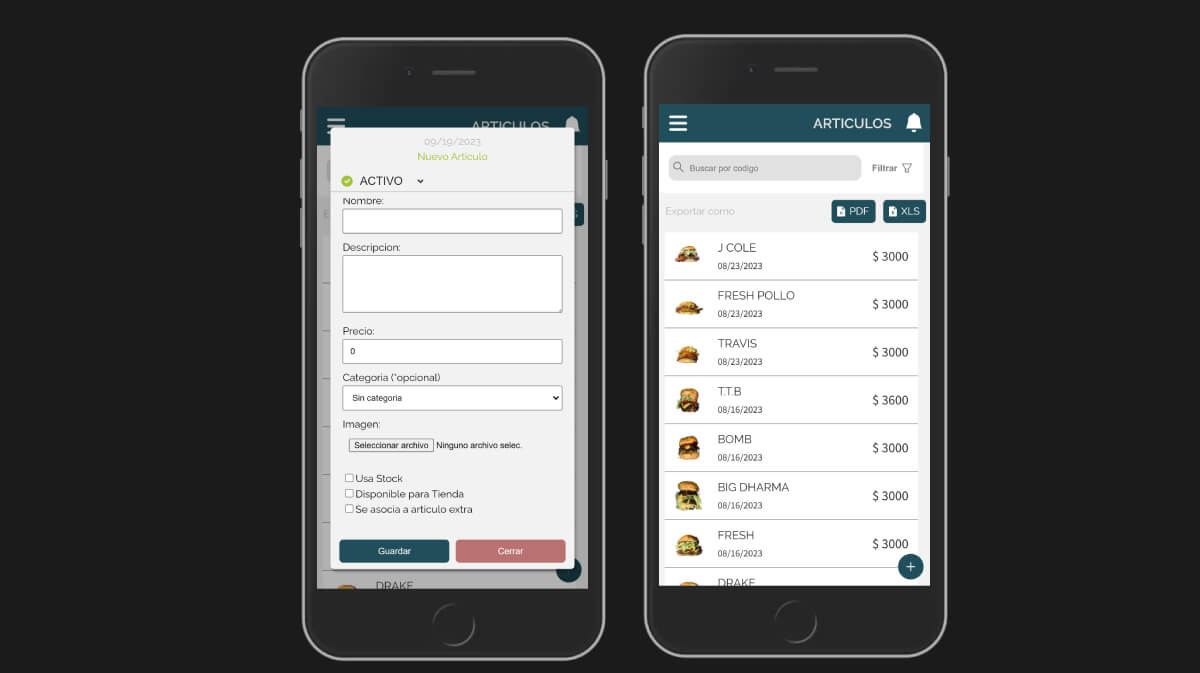 ARTICULOS
09/19/2023
Nuevo Articulo
ACTIVO
Nombre:
Descripcion:
Precio:
0
Categoria (*opcional)
Sin categoria
Imagen:
Seleccionar archivo Ninguno archivo selec.
Usa Stock
Disponible para Tienda
Se asocia a articulo extra
Guardar Cerrar
DRAKE
ARTICULOS
Buscar por codigo Filtrar
Exportar como PDF XLS
J COLE
08/23/2023
$ 3000
FRESH POLLO
08/23/2023
$ 3000
TRAVIS
08/23/2023
$ 3000
T.T.B
08/16/2023
$ 3600
BOMB
08/16/2023
$ 3000
BIG DHARMA
08/16/2023
$ 3000
FRESH
08/16/2023
$ 3000
+
DRAKE